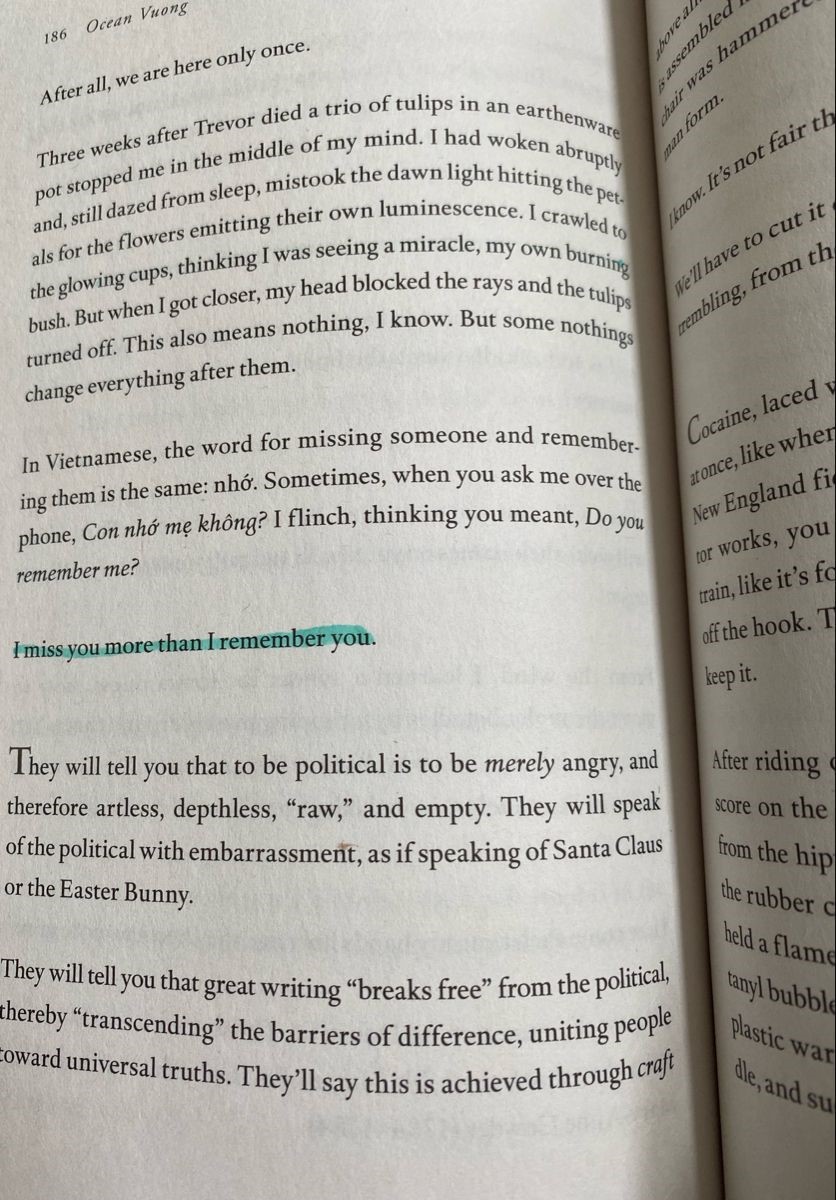 186 Ocean Vuong
After all, we are here only once.
Three weeks after Trevor died a trio of tulips in an earthenware
pot stopped me in the middle of my mind. I had woken abruptly
and, still dazed from sleep, mistook the dawn light hitting the pet-
als for the flowers emitting their own luminescence. I crawled to
the glowing cups, thinking I was seeing a miracle, my own burning
bush. But when I got closer, my head blocked the rays and the tulips
turned off. This also means nothing, I know. But some nothings
change everything after them.
In Vietnamese, the word for missing someone and remember-
ing them is the same: nhớ. Sometimes, when you ask me over the
phone, Con nhớ mẹ không? I flinch, thinking you meant, Do you
remember me?
I miss you more than I remember you.
They will tell you that to be political is to be merely angry, and
therefore artless, depthless, “raw,” and empty. They will speak
of the political with embarrassment, as if speaking of Santa Claus
or the Easter Bunny.
They will tell you that great writing “breaks free” from the political,
thereby “transcending” the barriers of difference, uniting people
toward universal truths. They’ll say this is achieved through craft
above all
is assembled
chair was hammere
man form.
I know. It’s not fair th
We’ll have to cut it
trembling, from th
Cocaine, laced
at once, like when
New England fi
tor works, you
train, like it’s fo
off the hook. T
keep it.
After riding
score on the
from the hip
the rubber c
held a flame
tanyl bubble
plastic war
dle, and su